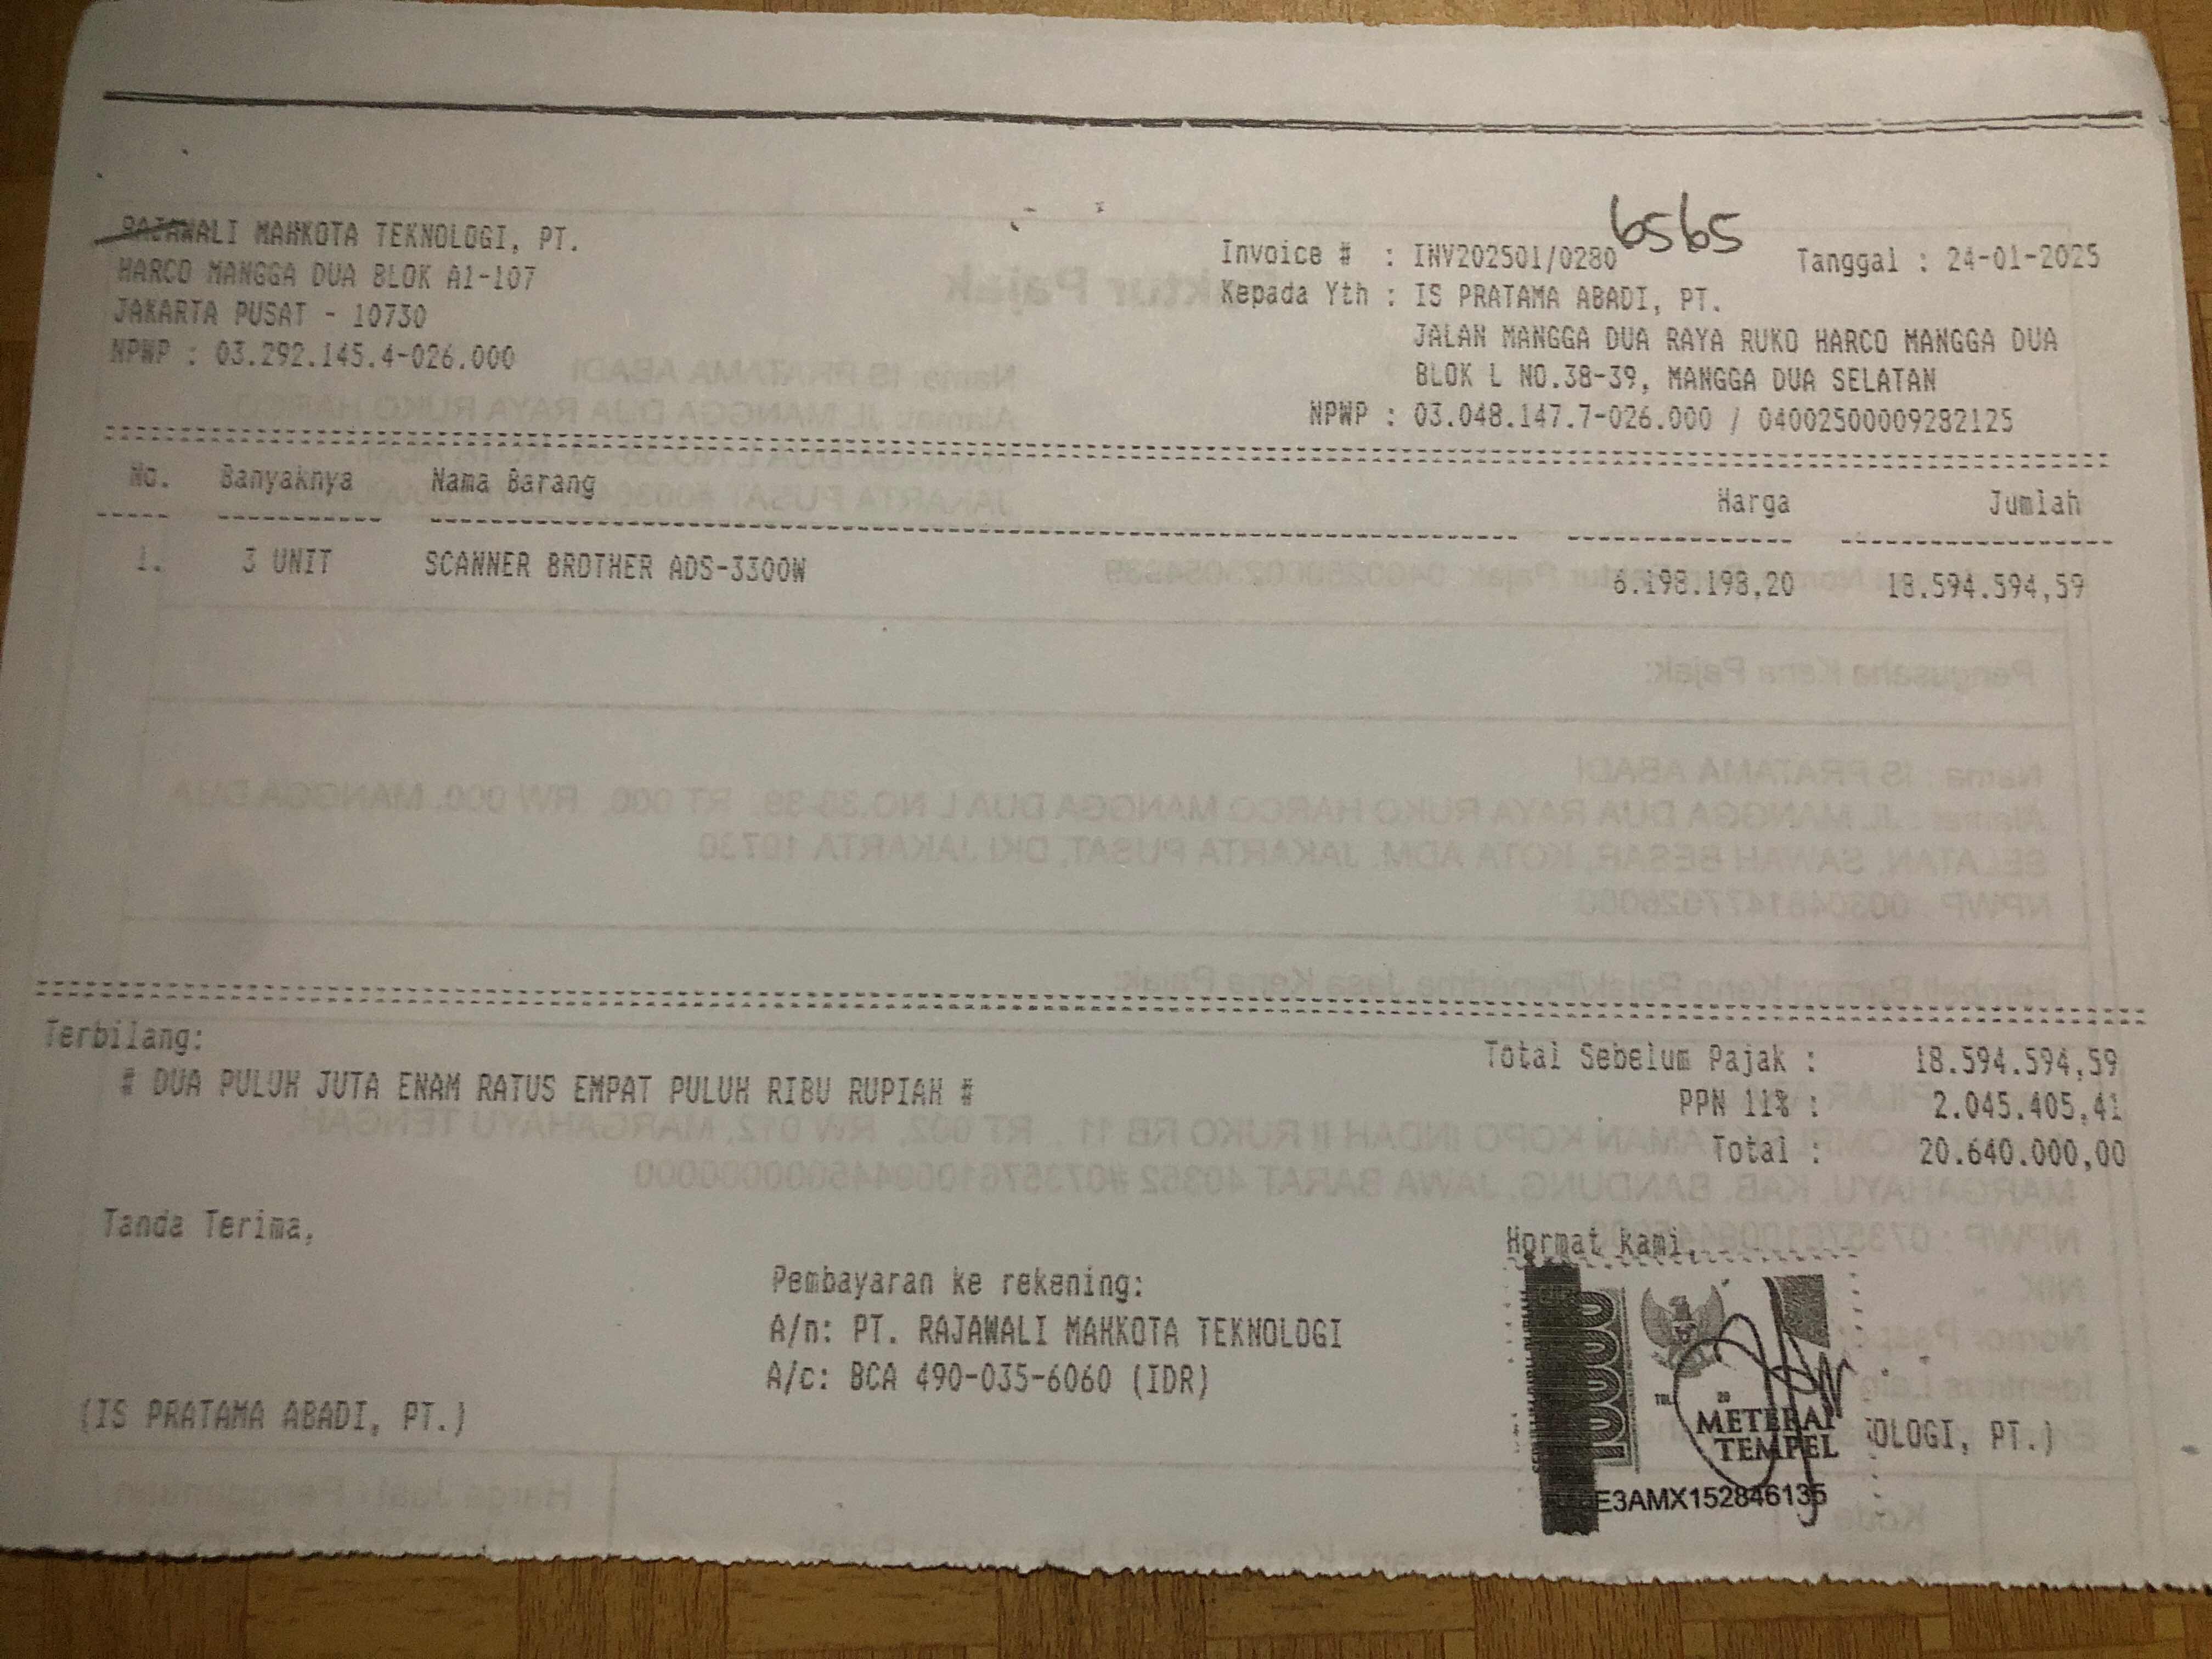 RAJAWALI MAHKOTA TEKNOLOGI, PT.
HARCO MANGGA DUA BLOK A1-107
JAKARTA PUSAT - 10730
NPWP : 03.292.145.4-026.000
6565
Invoice # : INV202501/0280 Tanggal : 24-01-2025
Kepada Yth : IS PRATAMA ABADI, PT.
JALAN MANGGA DUA RAYA RUKO HARCO MANGGA DUA
BLOK L NO.38-39, MANGGA DUA SELATAN
NPWP : 03.048.147.7-026.000 / 04002500009282125
No. Banyaknya Nama Barang Harga Jumlah
1. 3 UNIT SCANNER BROTHER ADS-3300W 6.198.198,20 18.594.594,59
Terbilang:
# DUA PULUH JUTA ENAM RATUS EMPAT PULUH RIBU RUPIAH #
Total Sebelum Pajak : 18.594.594,59
PPN 11% : 2.045.405,41
Total : 20.640.000,00
Tanda Terima,
(IS PRATAMA ABADI, PT.)
Pembayaran ke rekening:
A/n: PT. RAJAWALI MAHKOTA TEKNOLOGI
A/c: BCA 490-035-6060 (IDR)
Hormat kami,
10000
TGL. 20
METERAI
TEMPEL
OLOGI, PT.)
E3AMX152846135